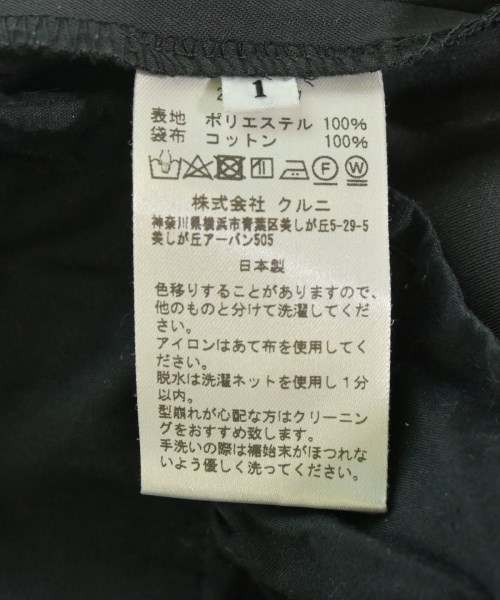 1
表地 ポリエステル 100%
袋布 コットン 100%
株式会社 クルニ
神奈川県横浜市青葉区美しが丘5-29-5
美しが丘アーバン505
日本製
色移りすることがありますので、
他のものと分けて洗濯してくだ
さい。
アイロンはあて布を使用してく
ださい。
脱水は洗濯ネットを使用し1分
以内。
型崩れが心配な方はクリーニン
グをおすすめ致します。
手洗いの際は裾始末がほつれな
いよう優しく洗ってください。